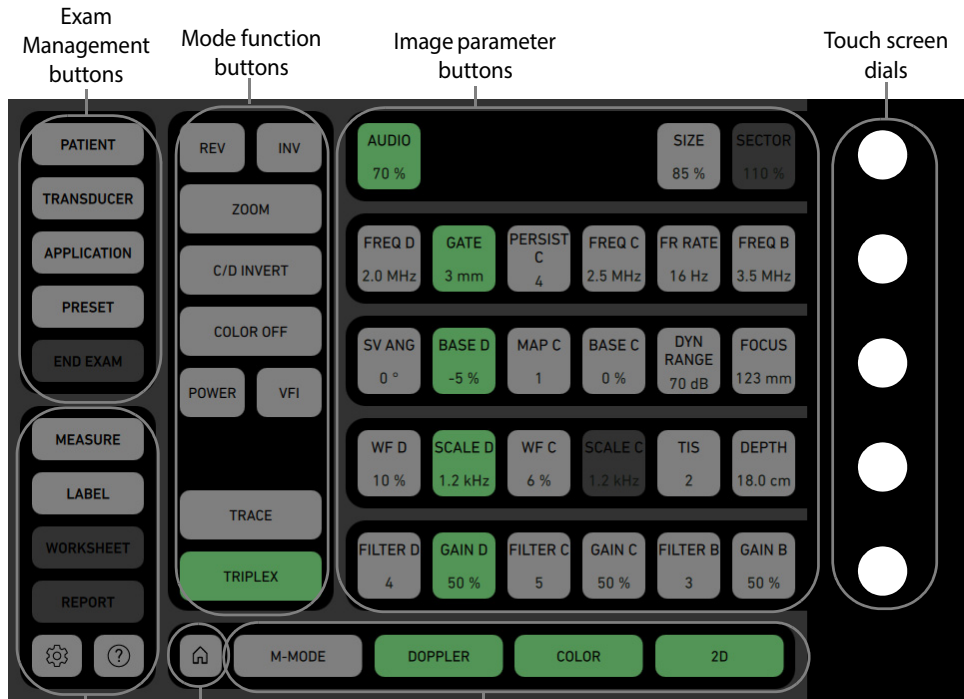 Exam
Management
buttons
Mode function
buttons
Image parameter
buttons
Touch screen
dials
PATIENT
TRANSDUCER
APPLICATION
PRESET
END EXAM
MEASURE
LABEL
WORKSHEET
REPORT
?
REV
INV
ZOOM
C/D INVERT
COLOR OFF
POWER
VFI
TRACE
TRIPLEX
AUDIO
70 %
SIZE
85 %
SECTOR
110 %
FREQ D
2.0 MHz
GATE
3 mm
PERSIST
C
4
FREQ C
2.5 MHz
FR RATE
16 Hz
FREQ B
3.5 MHz
SV ANG
0 °
BASE D
-5 %
MAP C
1
BASE C
0 %
DYN
RANGE
70 dB
FOCUS
123 mm
WF D
10 %
SCALE D
1.2 kHz
WF C
6 %
SCALE C
1.2 kHz
TIS
2
DEPTH
18.0 cm
FILTER D
4
GAIN D
50 %
FILTER C
5
GAIN C
50 %
FILTER B
3
GAIN B
50 %
M-MODE
DOPPLER
COLOR
2D